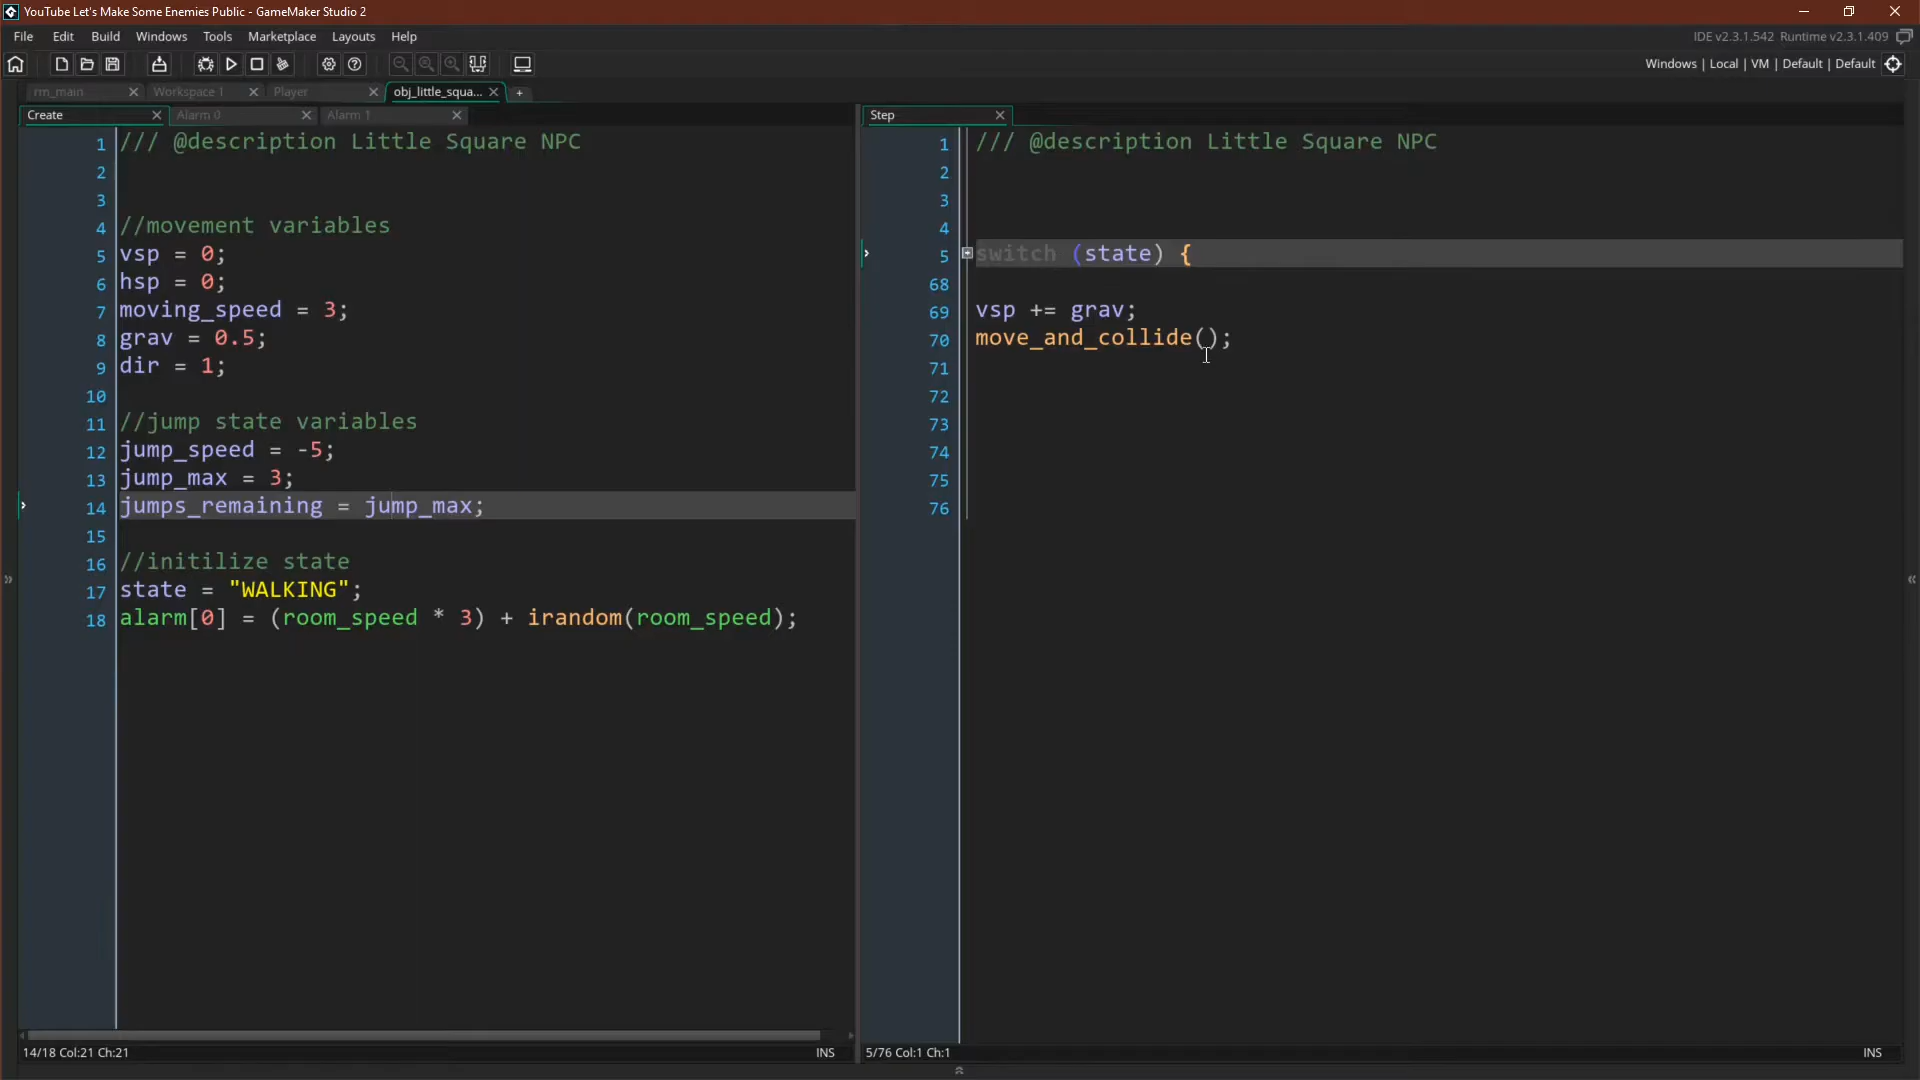 YouTube Let's Make Some Enemies Public - GameMaker Studio 2
File Edit Build Windows Tools Marketplace Layouts Help
IDE v2.3.1.542 Runtime v2.3.1.409
Windows | Local | VM | Default | Default
rm_main Workspace 1 Player obj_little_squa... +
Create Alarm 0 Alarm 1
1 /// @description Little Square NPC
2
3
4 //movement variables
5 vsp = 0;
6 hsp = 0;
7 moving_speed = 3;
8 grav = 0.5;
9 dir = 1;
10
11 //jump state variables
12 jump_speed = -5;
13 jump_max = 3;
14 jumps_remaining = jump_max;
15
16 //initilize state
17 state = "WALKING";
18 alarm[0] = (room_speed * 3) + irandom(room_speed);
14/18 Col:21 Ch:21
INS
Step
1 /// @description Little Square NPC
2
3
4
5 switch (state) {
68
69 vsp += grav;
70 move_and_collide();
71
72
73
74
75
76
5/76 Col:1 Ch:1
INS